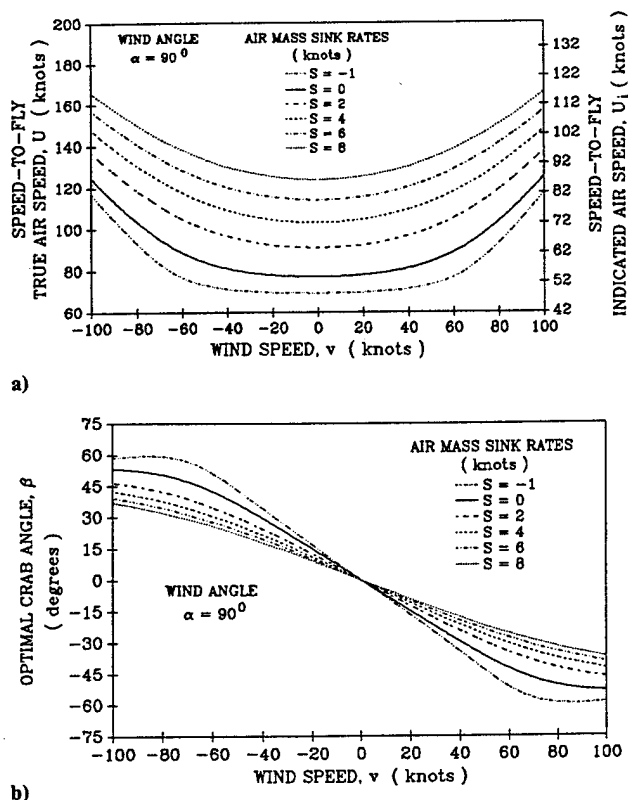 SPEED-TO-FLY
TRUE AIR SPEED, U ( knots )
200
180
160
140
120
100
80
60
WIND ANGLE
α = 90⁰
AIR MASS SINK RATES
( knots )
S = −1
S = 0
S = 2
S = 4
S = 6
S = 8
132
122
112
102
92
82
72
62
52
42
SPEED-TO-FLY
INDICATED AIR SPEED, Uᵢ ( knots )
−100 −80 −60 −40 −20 0 20 40 60 80 100
WIND SPEED, v ( knots )
a)
OPTIMAL CRAB ANGLE, β
( degrees )
75
60
45
30
15
0
−15
−30
−45
−60
−75
AIR MASS SINK RATES
( knots )
S = −1
S = 0
S = 2
S = 4
S = 6
S = 8
WIND ANGLE
α = 90⁰
−100 −80 −60 −40 −20 0 20 40 60 80 100
WIND SPEED, v ( knots )
b)